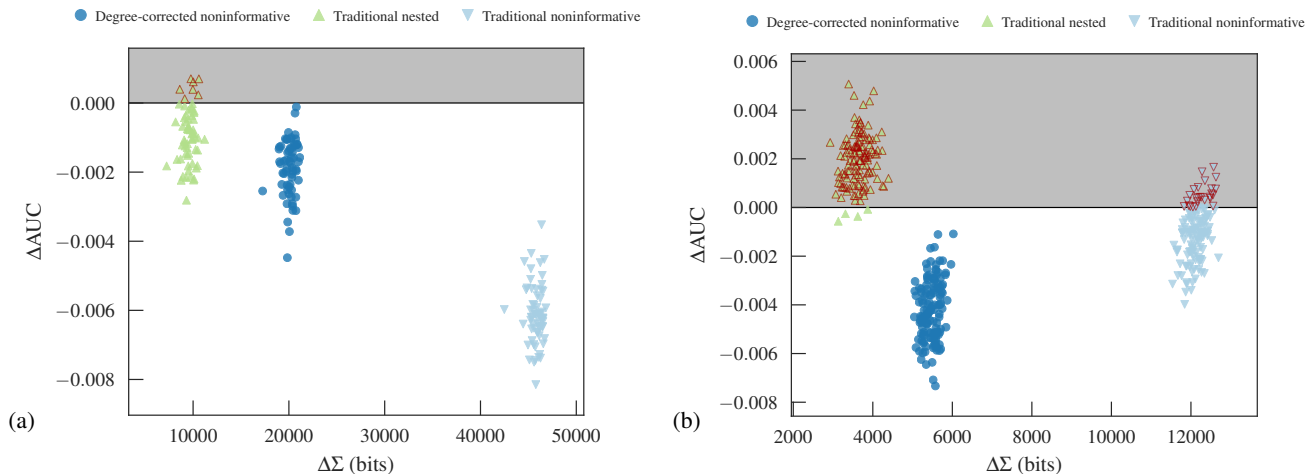 Degree-corrected noninformative Traditional nested Traditional noninformative
0.000
−0.002
−0.004
−0.006
−0.008
ΔAUC
10000 20000 30000 40000 50000
ΔΣ (bits)
(a)
Degree-corrected noninformative Traditional nested Traditional noninformative
0.006
0.004
0.002
0.000
−0.002
−0.004
−0.006
−0.008
ΔAUC
2000 4000 6000 8000 10000 12000
ΔΣ (bits)
(b)